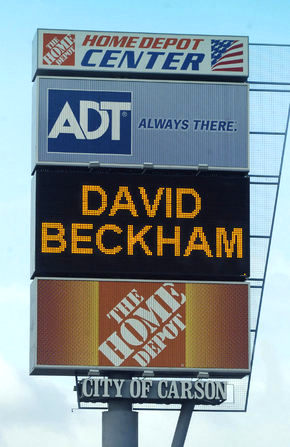 THE HOME DEPOT
HOME DEPOT
CENTER
ADT® ALWAYS THERE.
DAVID
BECKHAM
THE
HOME
DEPOT
CITY OF CARSON